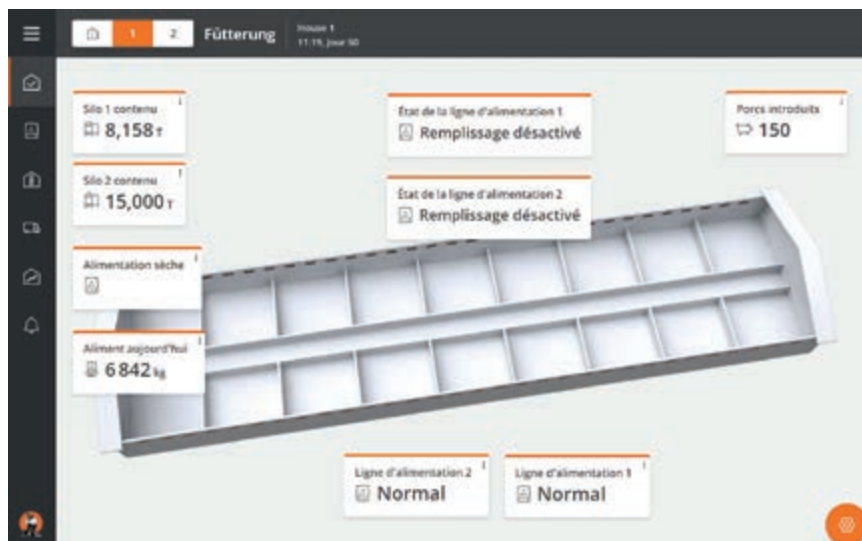 1 2 Fütterung House 1
11:19, Jour 50
Silo 1 contenu
8,158 T
Silo 2 contenu
15,000 T
Alimentation sèche
Aliment aujourd'hui
6 842 kg
État de la ligne d'alimentation 1
Remplissage désactivé
État de la ligne d'alimentation 2
Remplissage désactivé
Porcs introduits
150
Ligne d'alimentation 2
Normal
Ligne d'alimentation 1
Normal